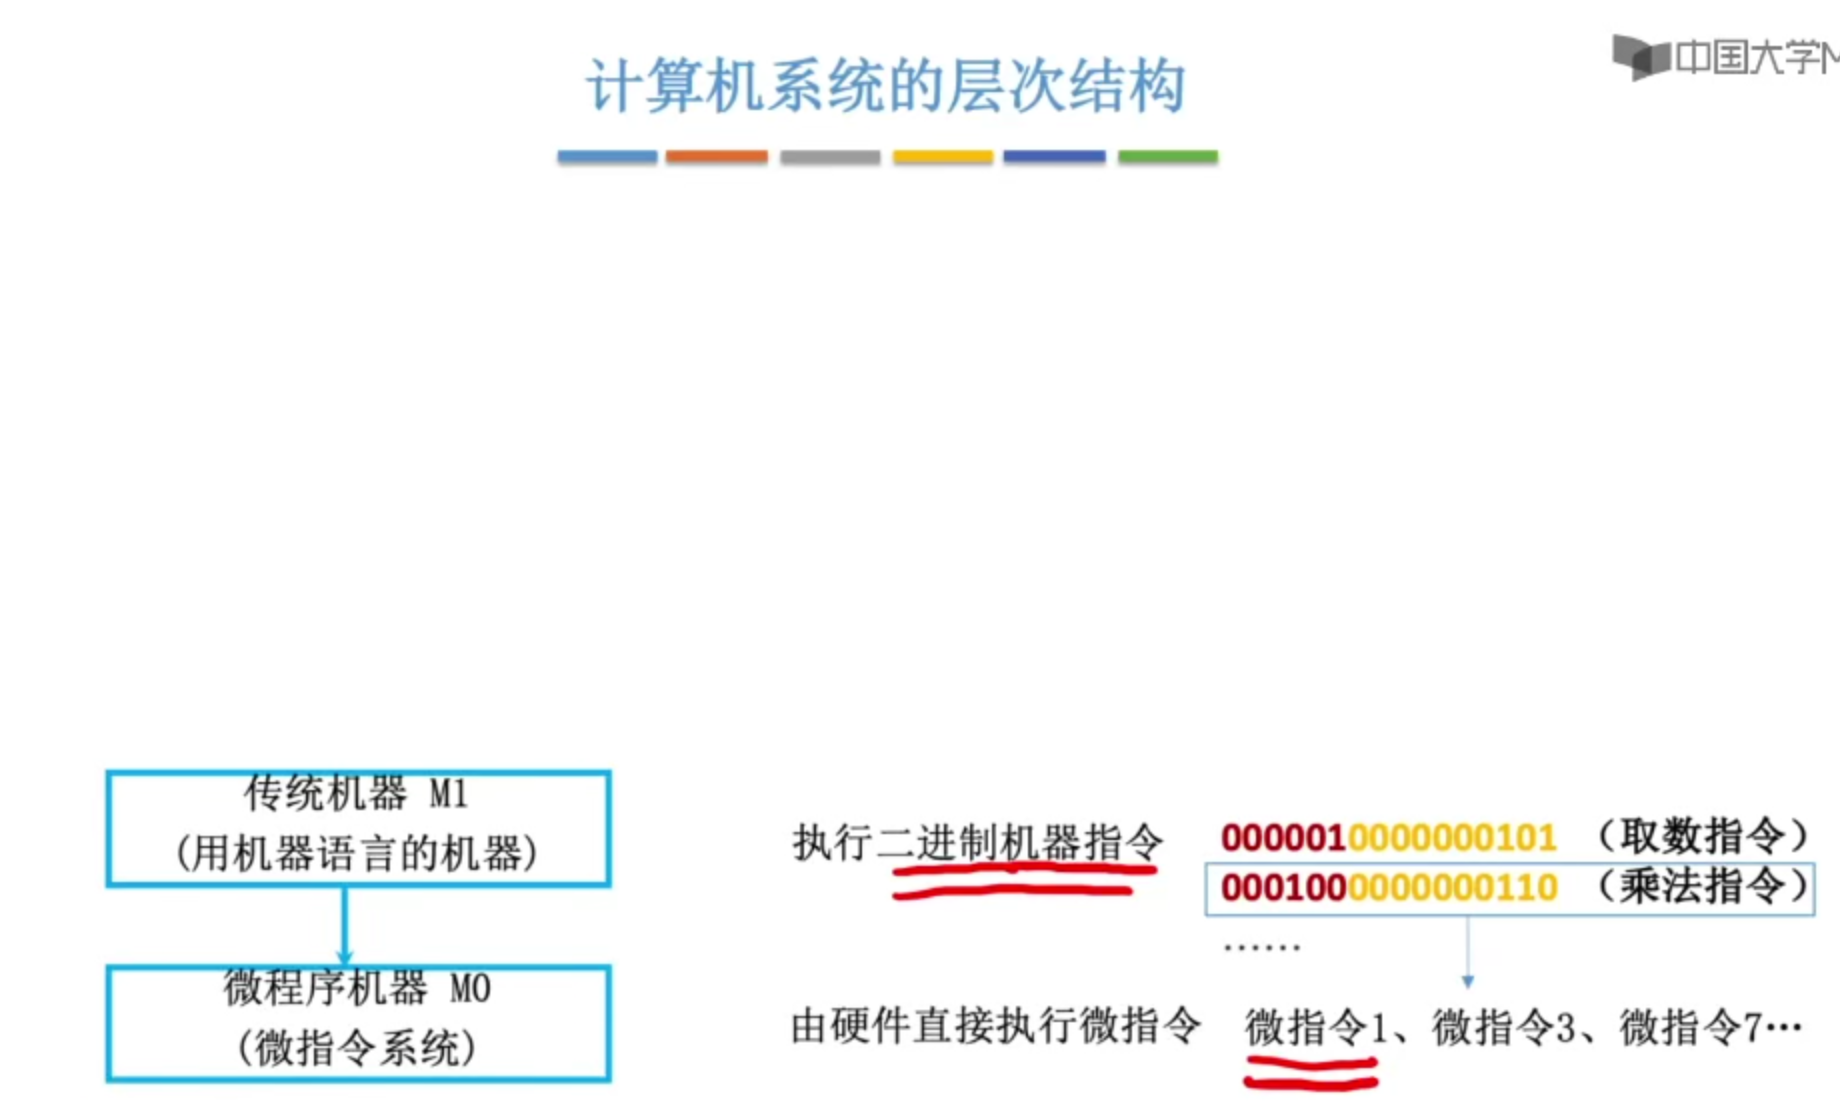 中国大学M
计算机系统的层次结构
传统机器 M1
(用机器语言的机器)
执行二进制机器指令
0000010000000101 （取数指令）
0001000000000110 （乘法指令）
······
微程序机器 M0
(微指令系统)
由硬件直接执行微指令
微指令1、微指令3、微指令7···